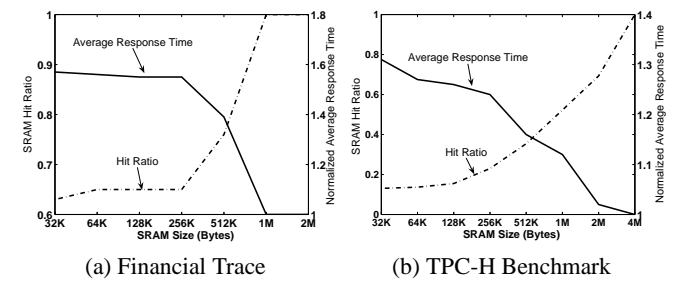 SRAM Hit Ratio
1
0.9
0.8
0.7
0.6
32K 64K 128K 256K 512K 1M 2M
SRAM Size (Bytes)
Average Response Time
Hit Ratio
1.8
1.6
1.4
1.2
1
Normalized Average Response Time
(a) Financial Trace
SRAM Hit Ratio
1
0.8
0.6
0.4
0.2
0
32K 64K 128K 256K 512K 1M 2M 4M
SRAM Size (Bytes)
Average Response Time
Hit Ratio
1.4
1.3
1.2
1.1
1
Normalized Average Response Time
(b) TPC-H Benchmark